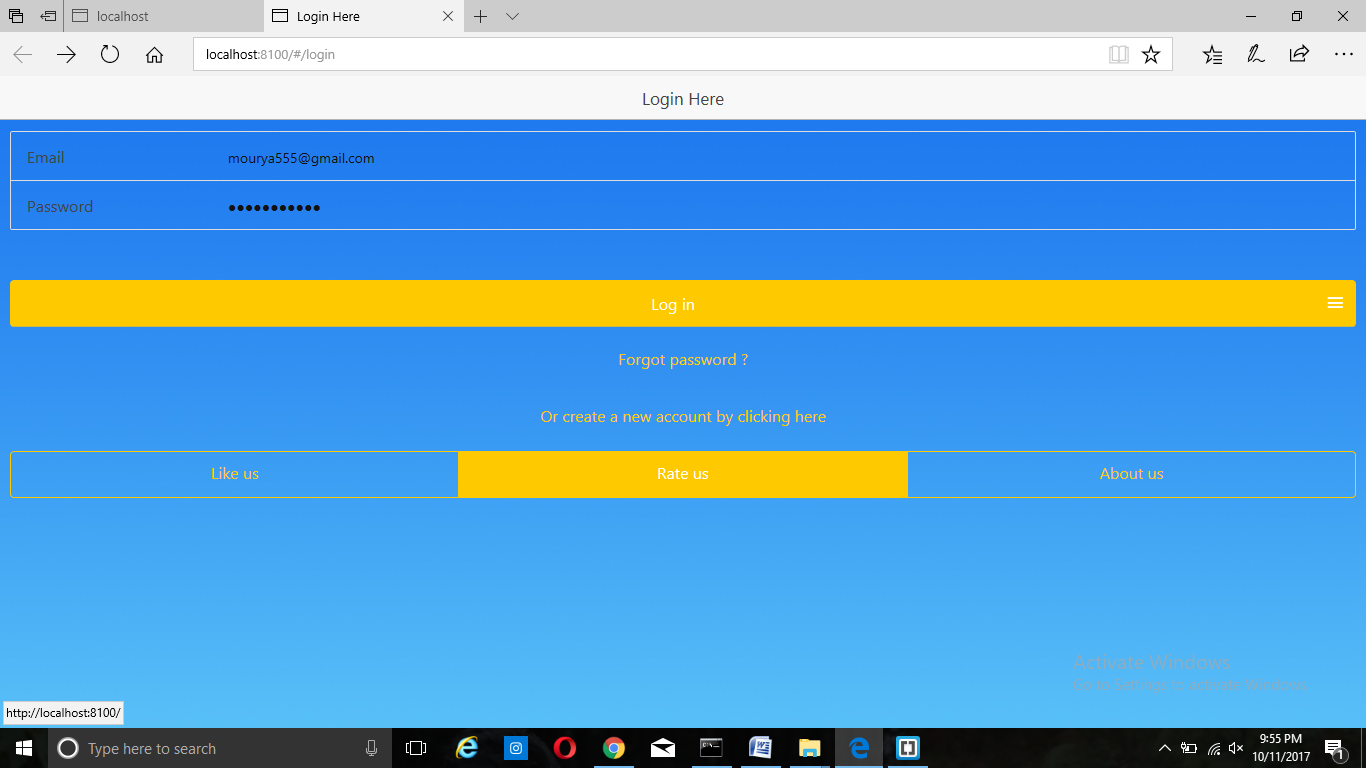 localhost
Login Here
localhost:8100/#/login
Login Here
Email mourya555@gmail.com
Password •••••••••••
Log in
Forgot password ?
Or create a new account by clicking here
Like us Rate us About us
Activate Windows
Go to Settings to activate Windows.
http://localhost:8100/
Type here to search
9:55 PM
10/11/2017
1